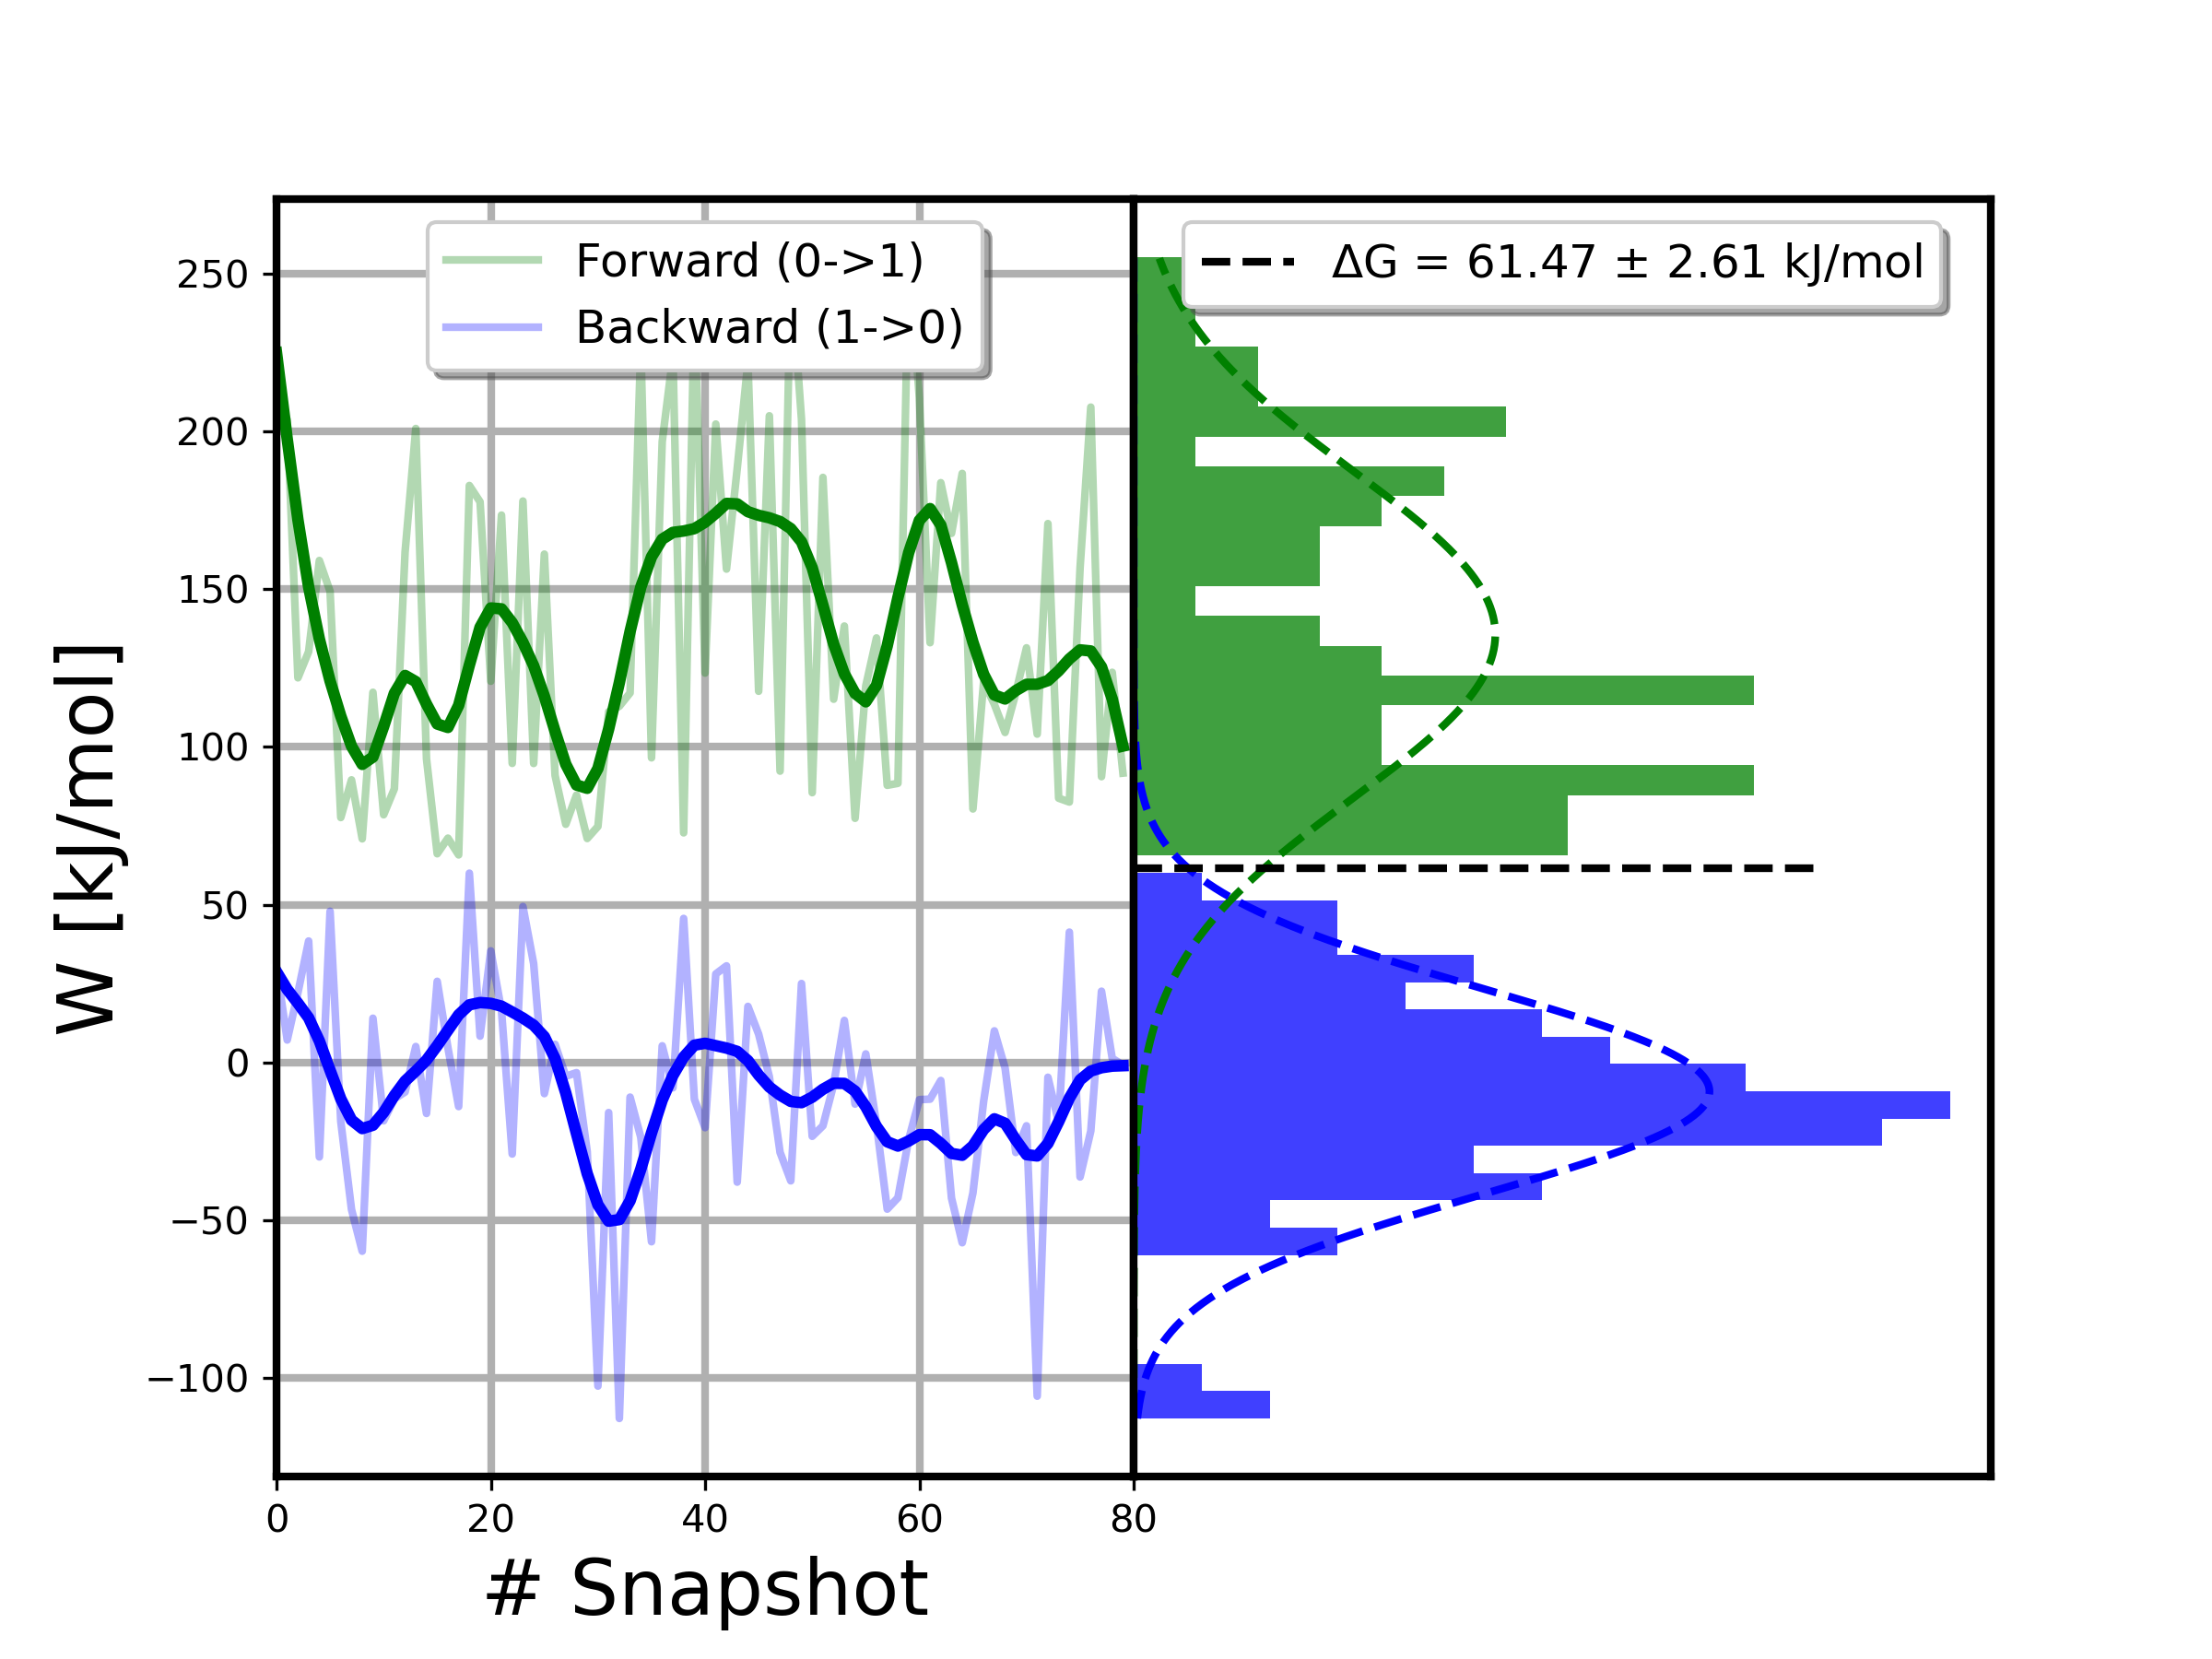 Forward (0->1)
Backward (1->0)
ΔG = 61.47 ± 2.61 kJ/mol
W [kJ/mol]
250
200
150
100
50
0
−50
−100
0 20 40 60 80
# Snapshot